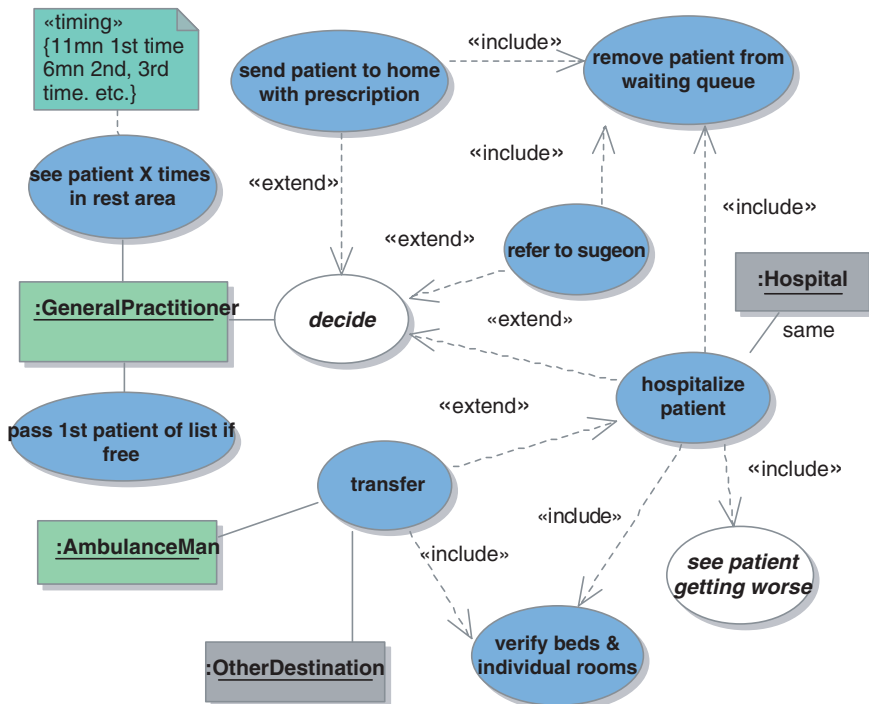 «timing»
{11mn 1st time
6mn 2nd, 3rd
time. etc.}
«include»
send patient to home
with prescription
remove patient from
waiting queue
see patient X times
in rest area
«extend»
«include»
«include»
«extend»
refer to sugeon
:Hospital
same
:GeneralPractitioner
decide
«extend»
hospitalize
patient
pass 1st patient of list if
free
«extend»
transfer
«include»
:AmbulanceMan
«include»
«include»
see patient
getting worse
:OtherDestination
verify beds &
individual rooms